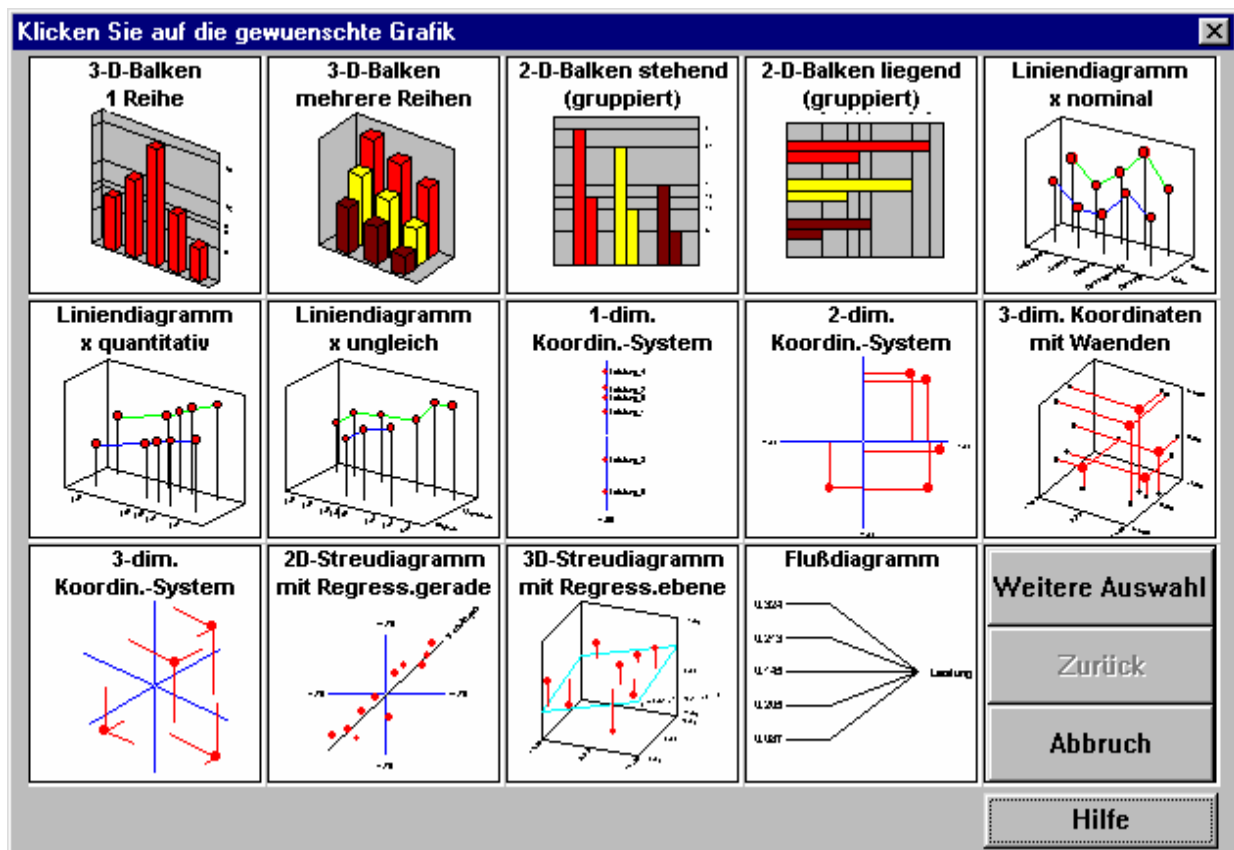 Klicken Sie auf die gewuenschte Grafik
3-D-Balken
1 Reihe
3-D-Balken
mehrere Reihen
2-D-Balken stehend
(gruppiert)
2-D-Balken liegend
(gruppiert)
Liniendiagramm
x nominal
Liniendiagramm
x quantitativ
Liniendiagramm
x ungleich
1-dim.
Koordin.-System
2-dim.
Koordin.-System
3-dim. Koordinaten
mit Waenden
3-dim.
Koordin.-System
2D-Streudiagramm
mit Regress.gerade
3D-Streudiagramm
mit Regress.ebene
Flußdiagramm
Leistung
Weitere Auswahl
Zurück
Abbruch
Hilfe